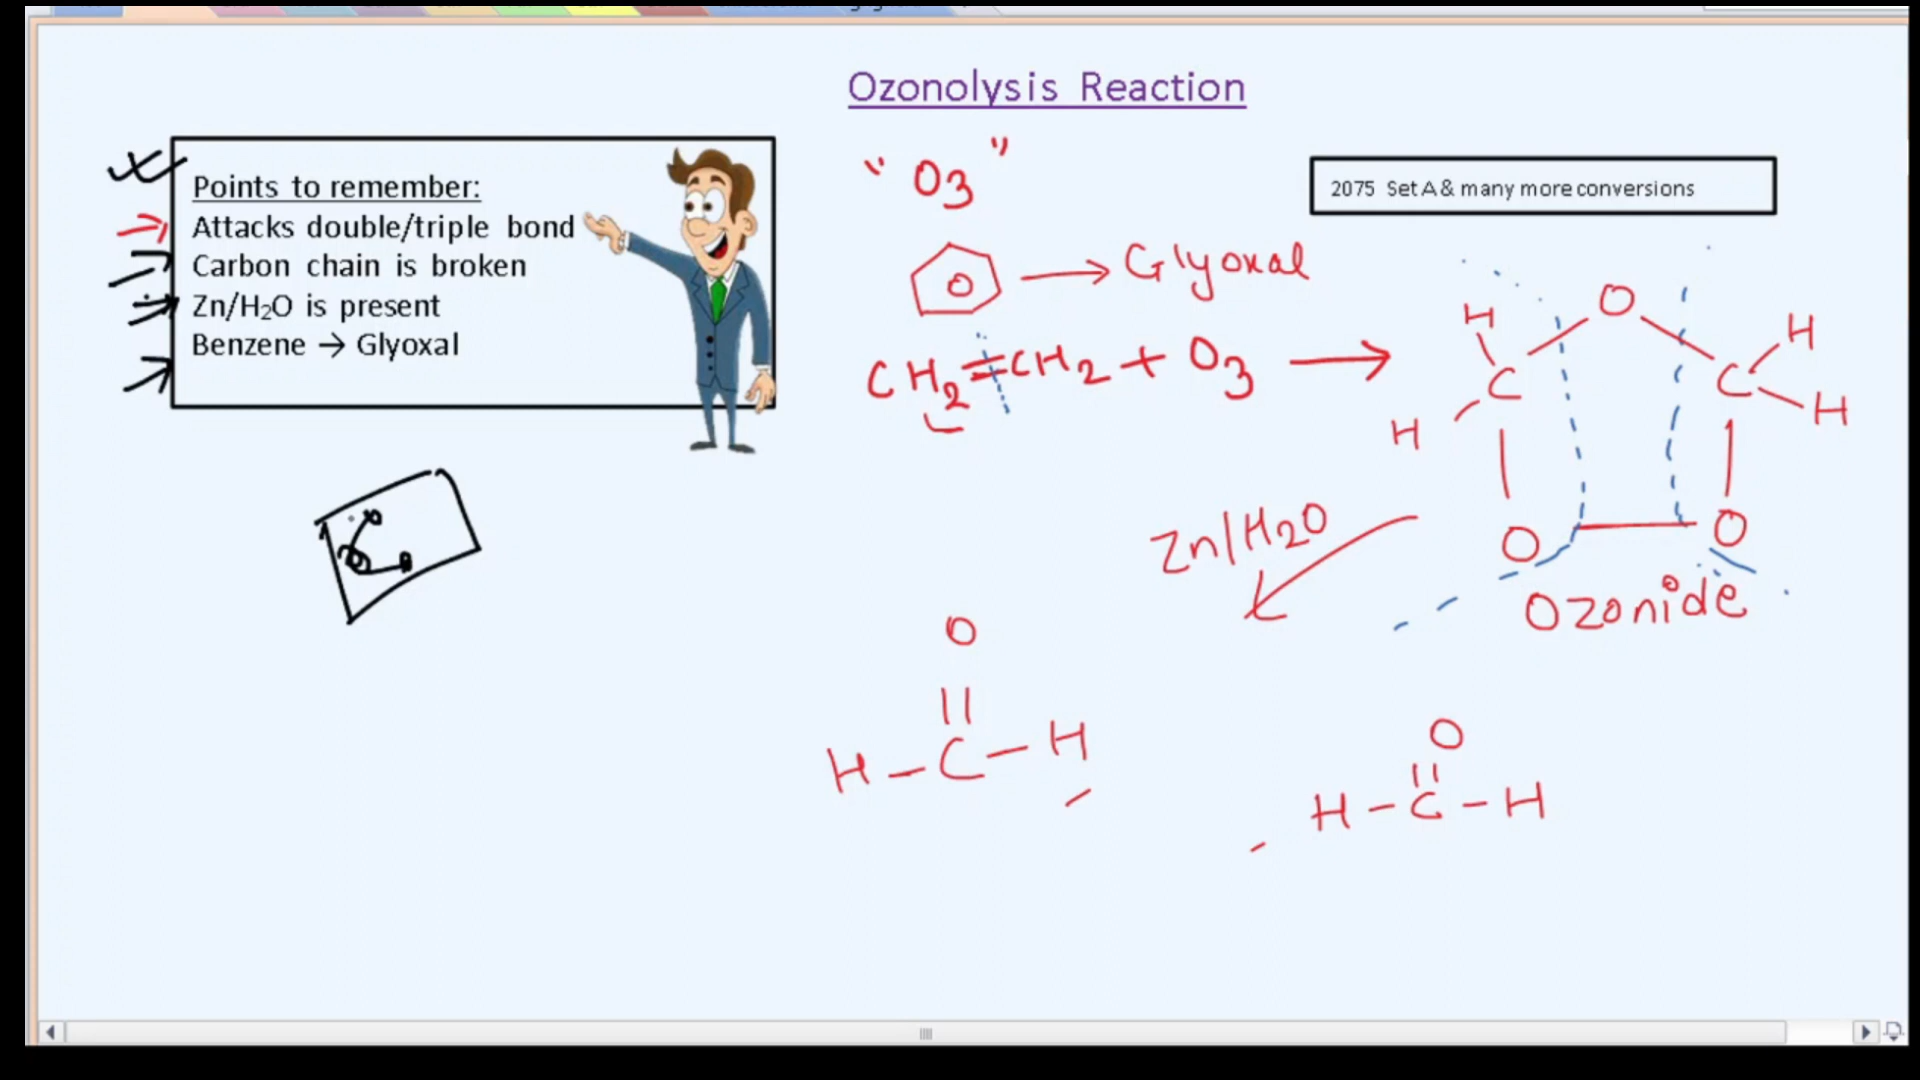 Ozonolysis Reaction
Points to remember:
Attacks double/triple bond
Carbon chain is broken
Zn/H₂O is present
Benzene → Glyoxal
"O3"
2075 Set A & many more conversions
→ Glyoxal
CH2=CH2 + O3 →
O
H C C H
H H
O O
Ozonide
Zn/H2O
O
||
H-C-H
O
||
H-C-H